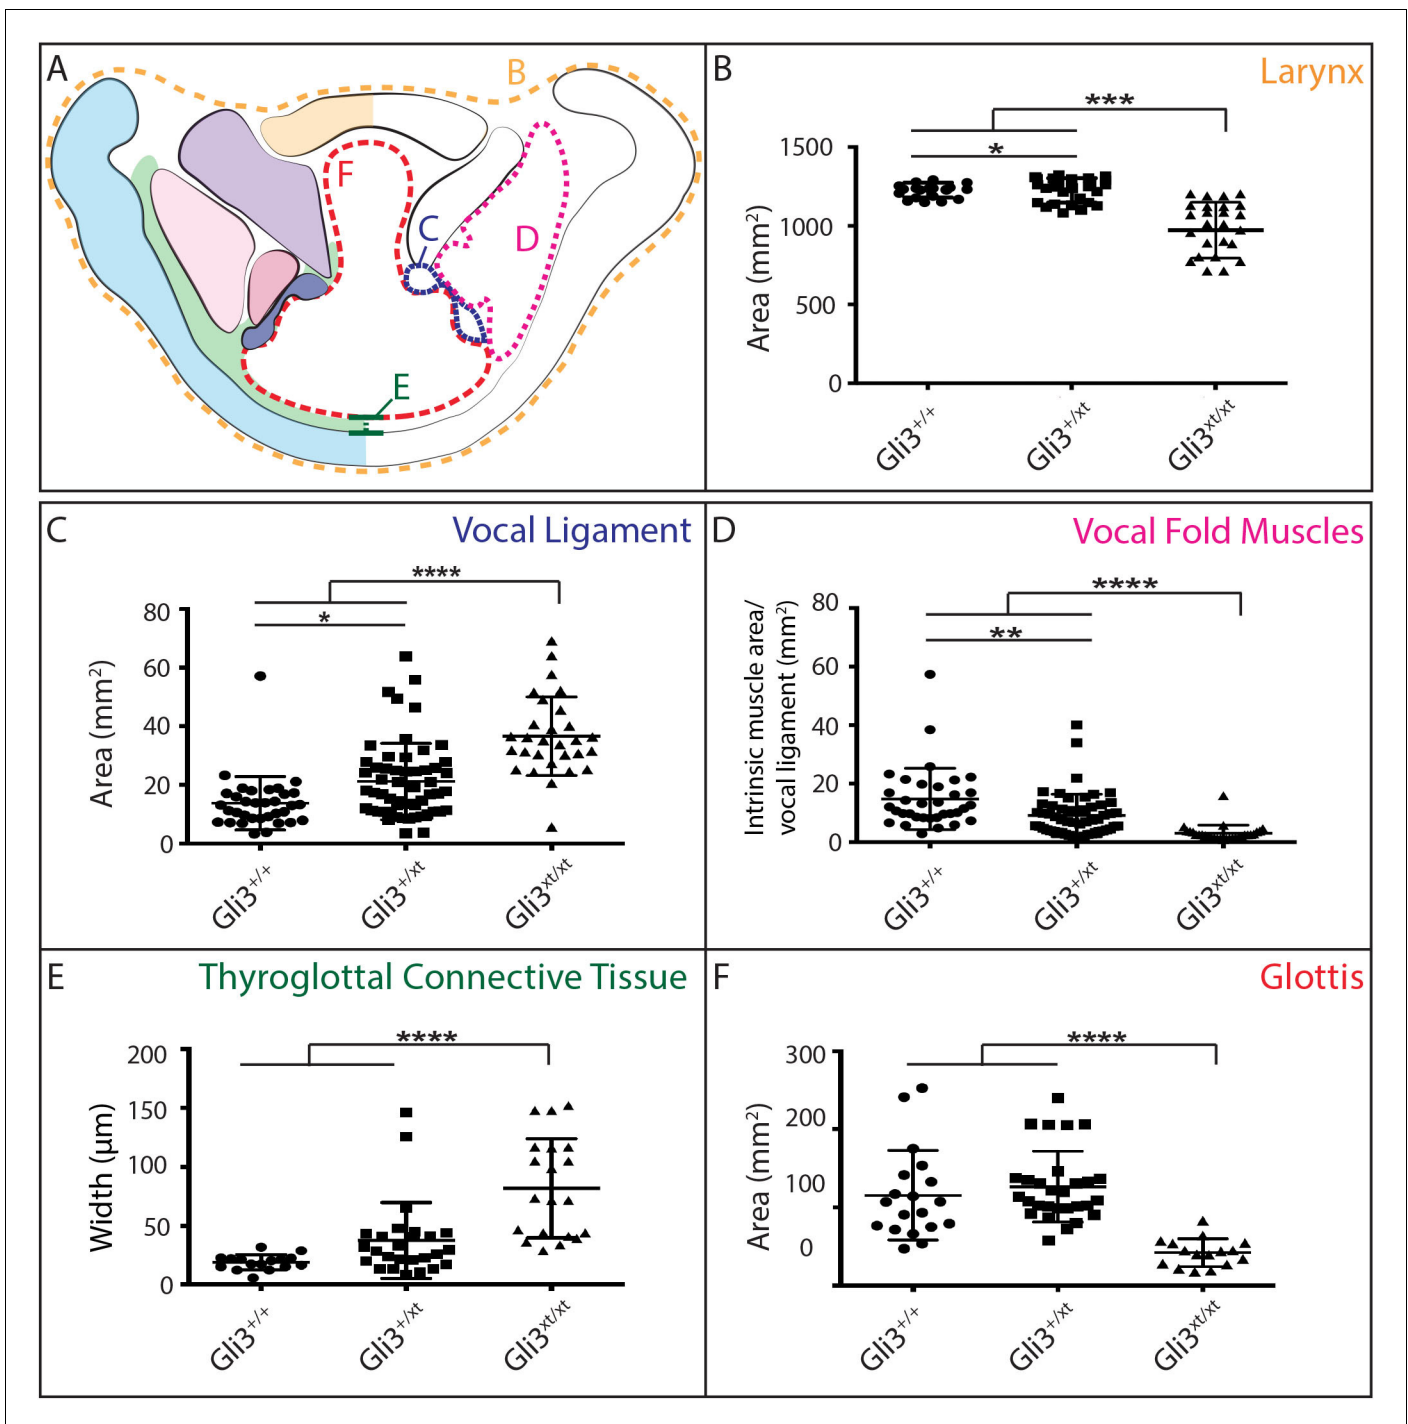 A
B
F
C
D
E
B
Larynx
***
*
1500
1000
500
0
Area (mm²)
Gli3+/+
Gli3+/xt
Gli3xt/xt
C
Vocal Ligament
****
*
80
60
40
20
0
Area (mm²)
Gli3+/+
Gli3+/xt
Gli3xt/xt
D
Vocal Fold Muscles
****
**
80
60
40
20
0
Intrinsic muscle area/
vocal ligament (mm²)
Gli3+/+
Gli3+/xt
Gli3xt/xt
E
Thyroglottal Connective Tissue
****
200
150
100
50
0
Width (µm)
Gli3+/+
Gli3+/xt
Gli3xt/xt
F
Glottis
****
300
200
100
0
Area (mm²)
Gli3+/+
Gli3+/xt
Gli3xt/xt